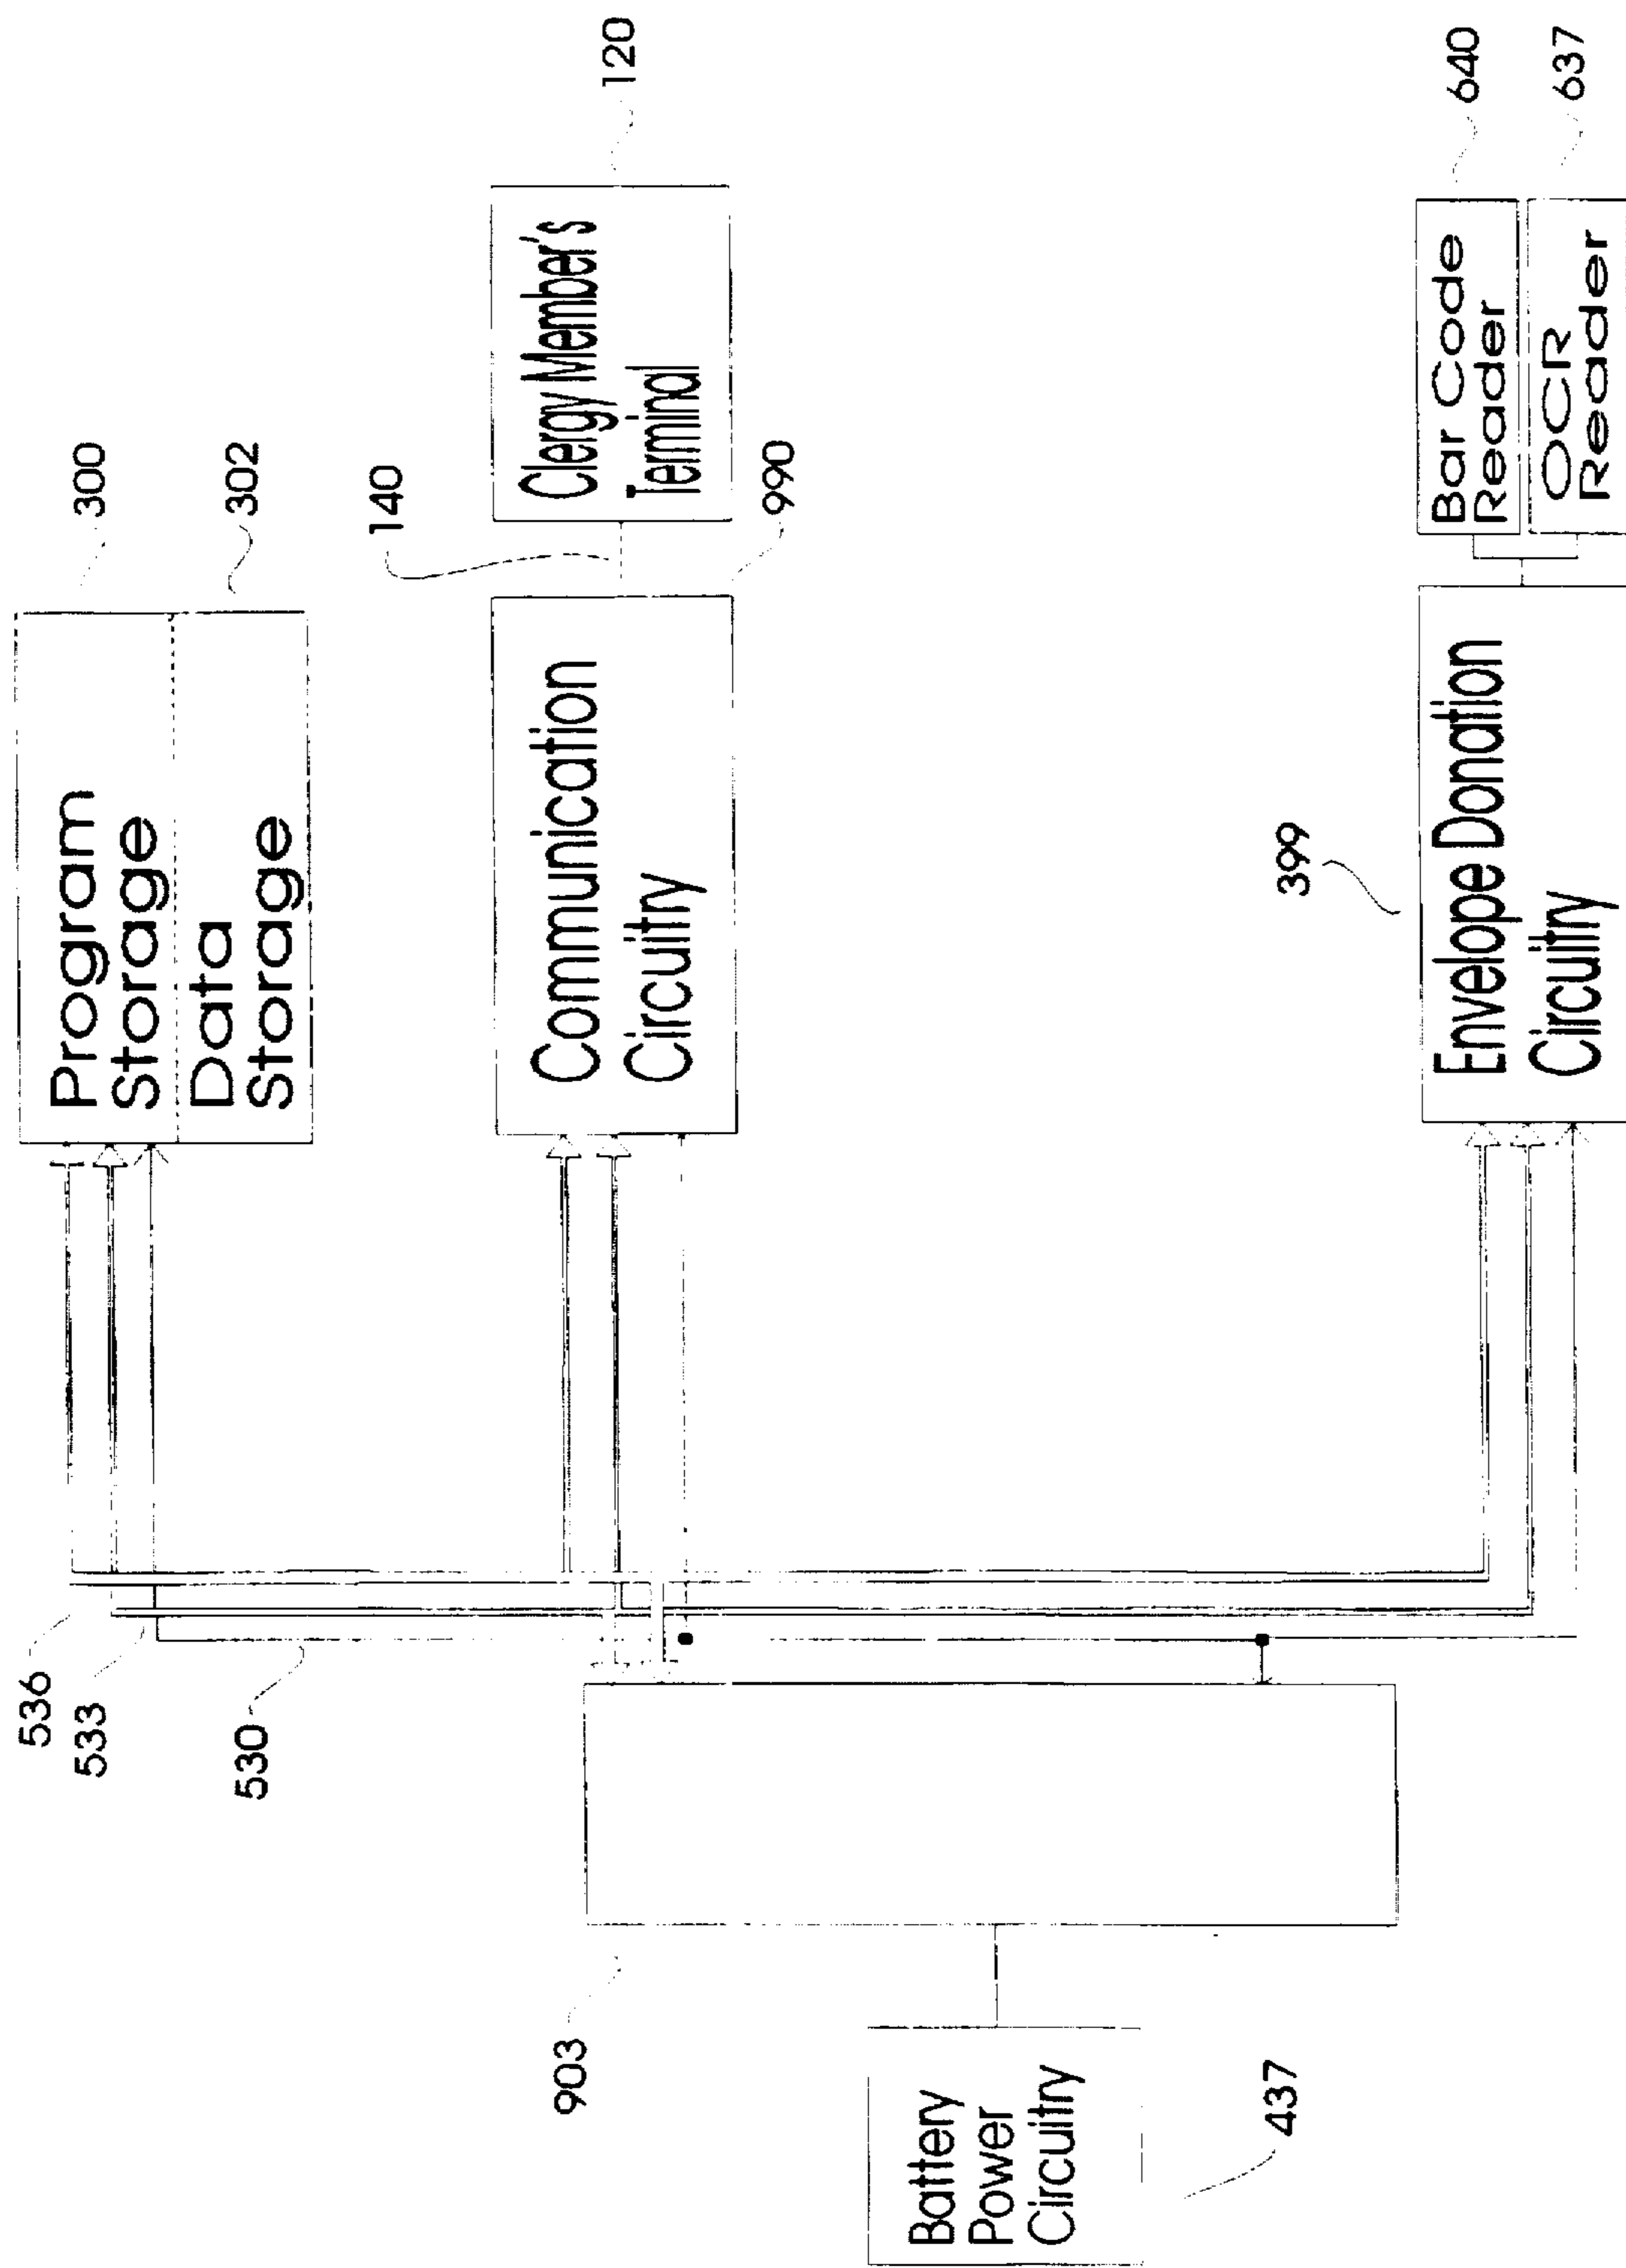 300
Program
Storage
Data
Storage
302
140
120
Clergy Member's
Terminal
Communication
Circuitry
990
536
533
530
903
Battery
Power
Circuitry
437
399
Envelope Donation
Circuitry
Bar Code
Reader
640
OCR
Reader
637